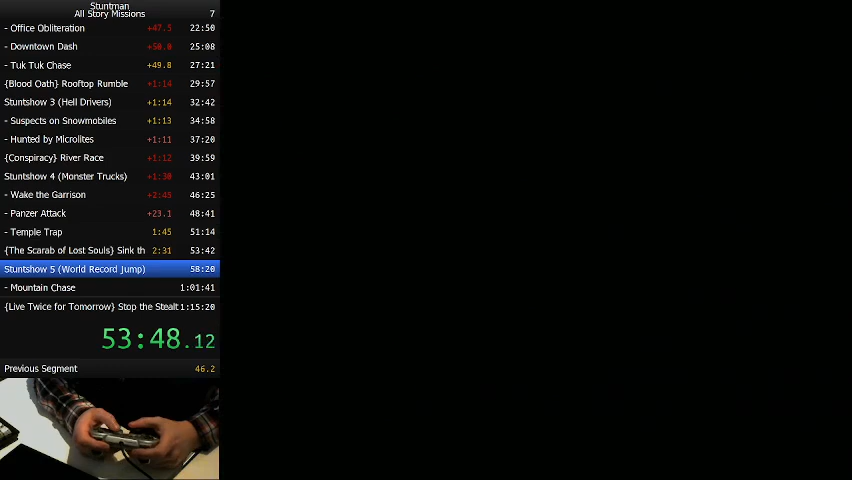 Stuntman
All Story Missions 7
- Office Obliteration +47.5 22:50
- Downtown Dash +50.0 25:08
- Tuk Tuk Chase +49.8 27:21
{Blood Oath} Rooftop Rumble +1:14 29:57
Stuntshow 3 (Hell Drivers) +1:14 32:42
- Suspects on Snowmobiles +1:13 34:58
- Hunted by Microlites +1:11 37:20
{Conspiracy} River Race +1:12 39:59
Stuntshow 4 (Monster Trucks) +1:30 43:01
- Wake the Garrison +2:45 46:25
- Panzer Attack +23.1 48:41
- Temple Trap 1:45 51:14
{The Scarab of Lost Souls} Sink th 2:31 53:42
Stuntshow 5 (World Record Jump) 58:20
- Mountain Chase 1:01:41
{Live Twice for Tomorrow} Stop the Stealt 1:15:20
53:48.12
Previous Segment 46.2